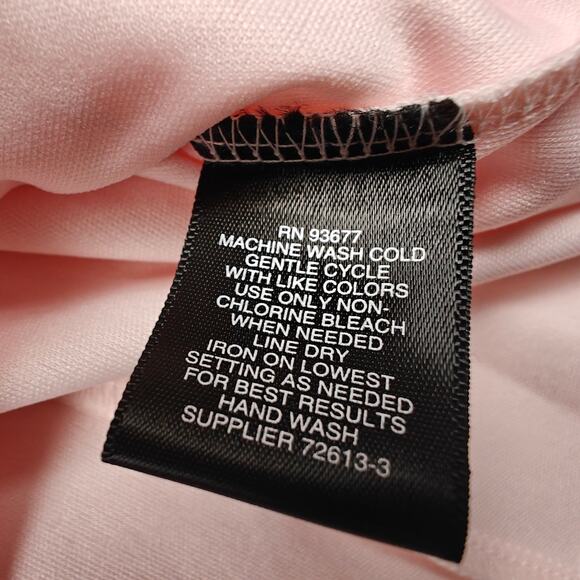 RN 93677
MACHINE WASH COLD
GENTLE CYCLE
WITH LIKE COLORS
USE ONLY NON-
CHLORINE BLEACH
WHEN NEEDED
LINE DRY
IRON ON LOWEST
SETTING AS NEEDED
FOR BEST RESULTS
HAND WASH
SUPPLIER 72613-3